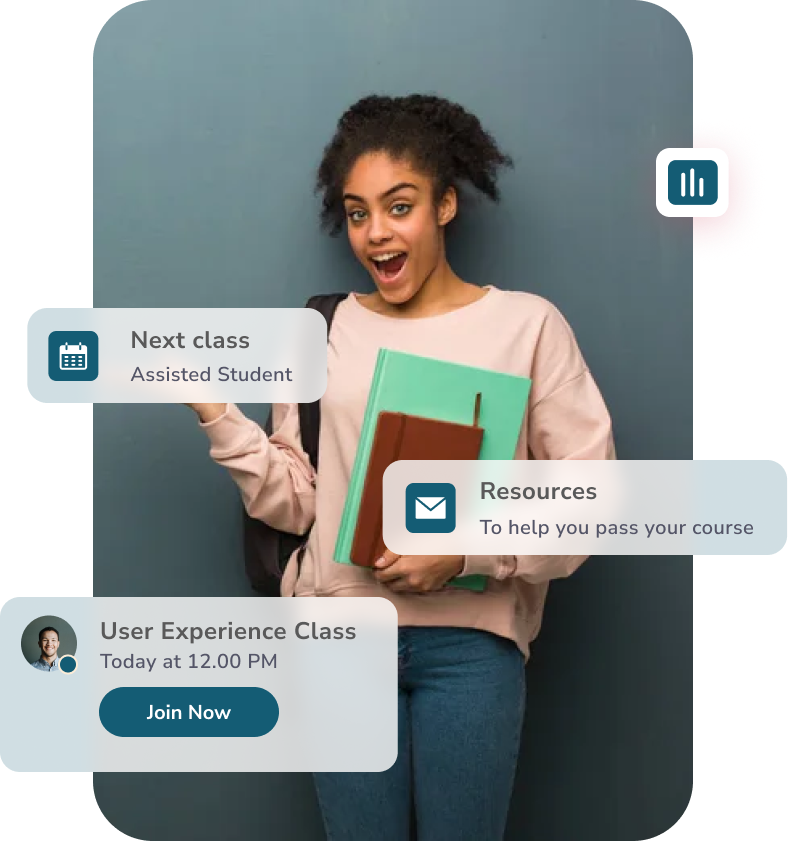 Next class
Assisted Student
Resources
To help you pass your course
User Experience Class
Today at 12.00 PM
Join Now